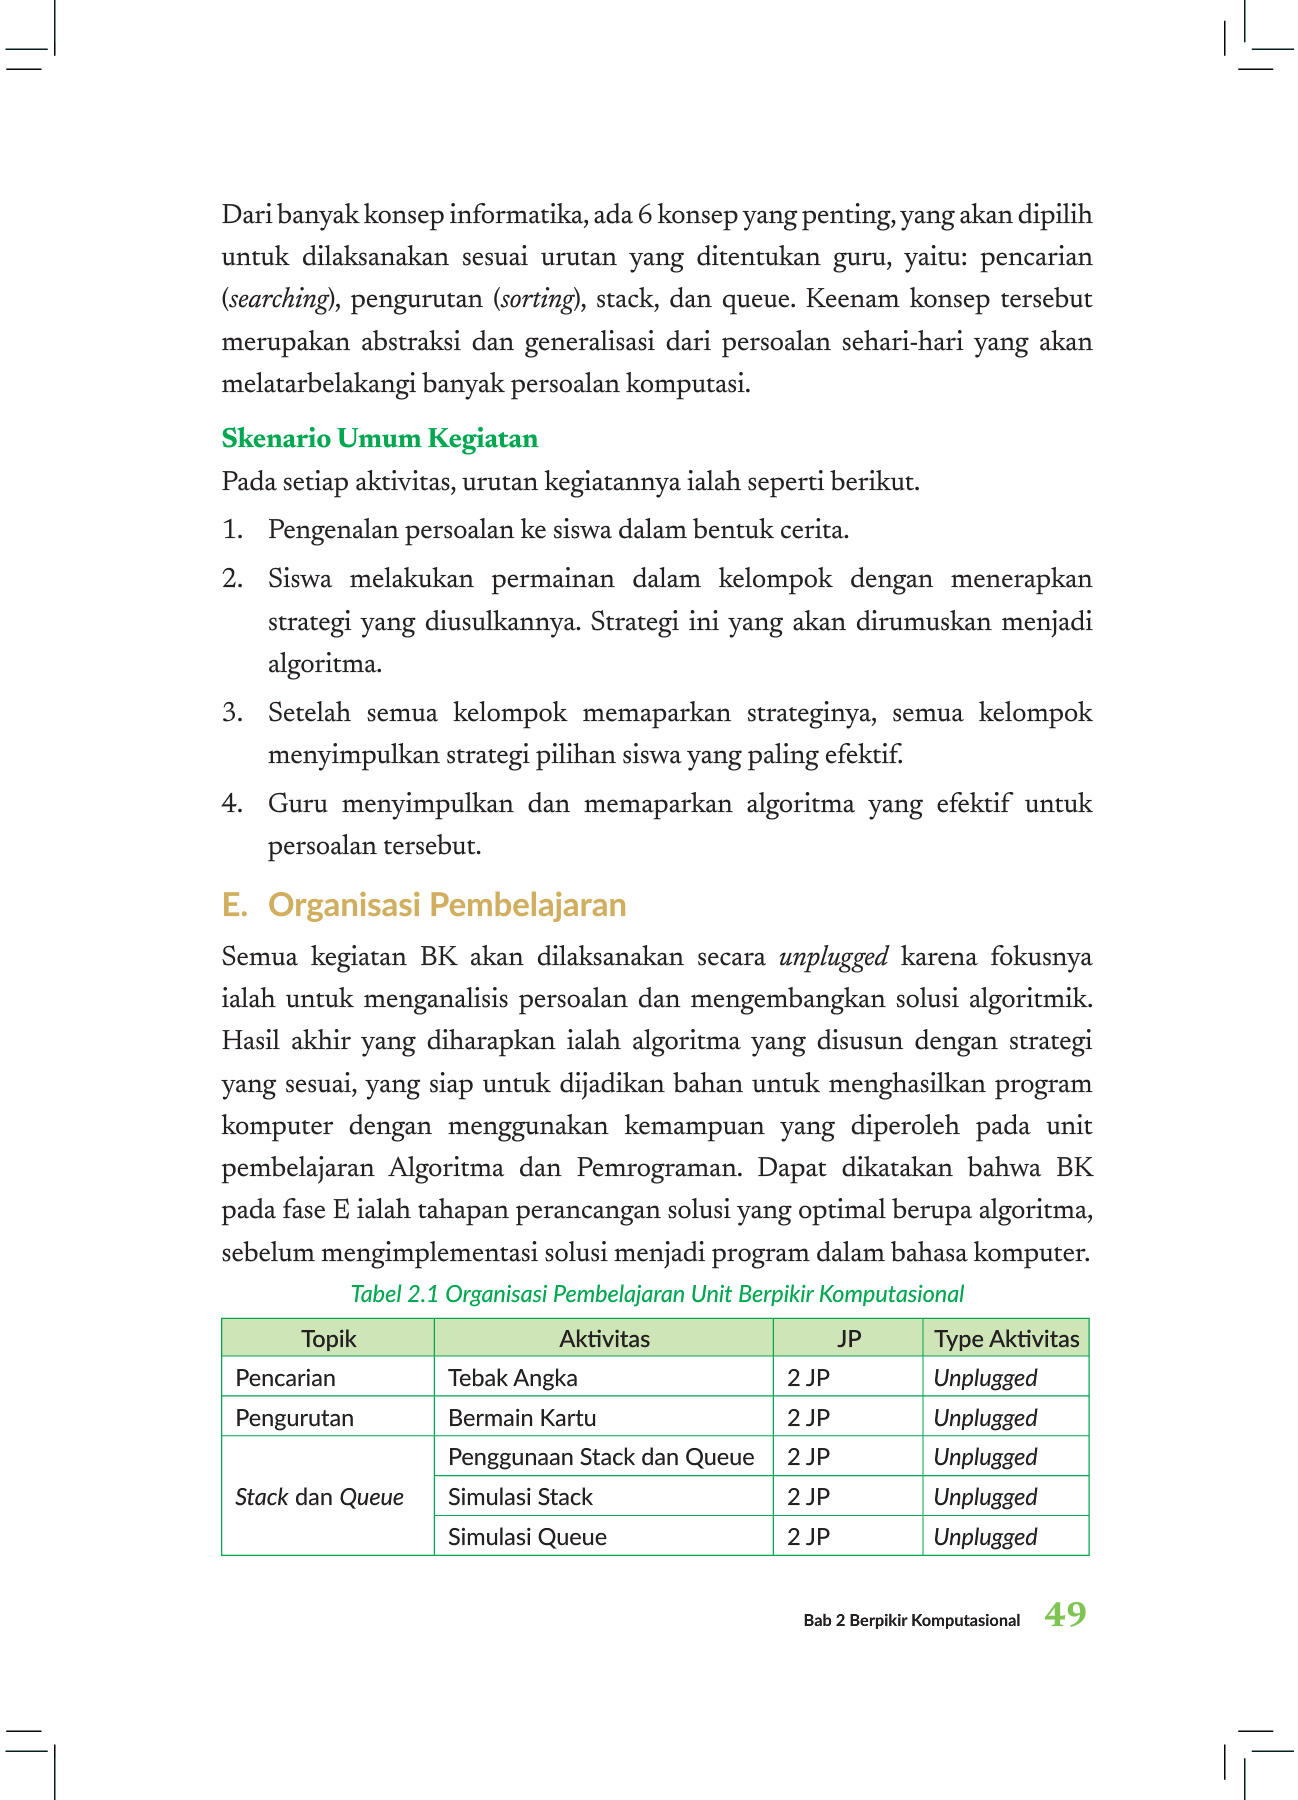 Dari banyak konsep informatika, ada 6 konsep yang penting, yang akan dipilih
untuk dilaksanakan sesuai urutan yang ditentukan guru, yaitu: pencarian
(searching), pengurutan (sorting), stack, dan queue. Keenam konsep tersebut
merupakan abstraksi dan generalisasi dari persoalan sehari-hari yang akan
melatarbelakangi banyak persoalan komputasi.
Skenario Umum Kegiatan
Pada setiap aktivitas, urutan kegiatannya ialah seperti berikut.
1. Pengenalan persoalan ke siswa dalam bentuk cerita.
2. Siswa melakukan permainan dalam kelompok dengan menerapkan
strategi yang diusulkannya. Strategi ini yang akan dirumuskan menjadi
algoritma.
3. Setelah semua kelompok memaparkan strateginya, semua kelompok
menyimpulkan strategi pilihan siswa yang paling efektif.
4. Guru menyimpulkan dan memaparkan algoritma yang efektif untuk
persoalan tersebut.
E. Organisasi Pembelajaran
Semua kegiatan BK akan dilaksanakan secara unplugged karena fokusnya
ialah untuk menganalisis persoalan dan mengembangkan solusi algoritmik.
Hasil akhir yang diharapkan ialah algoritma yang disusun dengan strategi
yang sesuai, yang siap untuk dijadikan bahan untuk menghasilkan program
komputer dengan menggunakan kemampuan yang diperoleh pada unit
pembelajaran Algoritma dan Pemrograman. Dapat dikatakan bahwa BK
pada fase E ialah tahapan perancangan solusi yang optimal berupa algoritma,
sebelum mengimplementasi solusi menjadi program dalam bahasa komputer.
Tabel 2.1 Organisasi Pembelajaran Unit Berpikir Komputasional
Topik Aktivitas JP Type Aktivitas
Pencarian Tebak Angka 2 JP Unplugged
Pengurutan Bermain Kartu 2 JP Unplugged
Penggunaan Stack dan Queue 2 JP Unplugged
Stack dan Queue Simulasi Stack 2 JP Unplugged
Simulasi Queue 2 JP Unplugged
Bab 2 Berpikir Komputasional 49